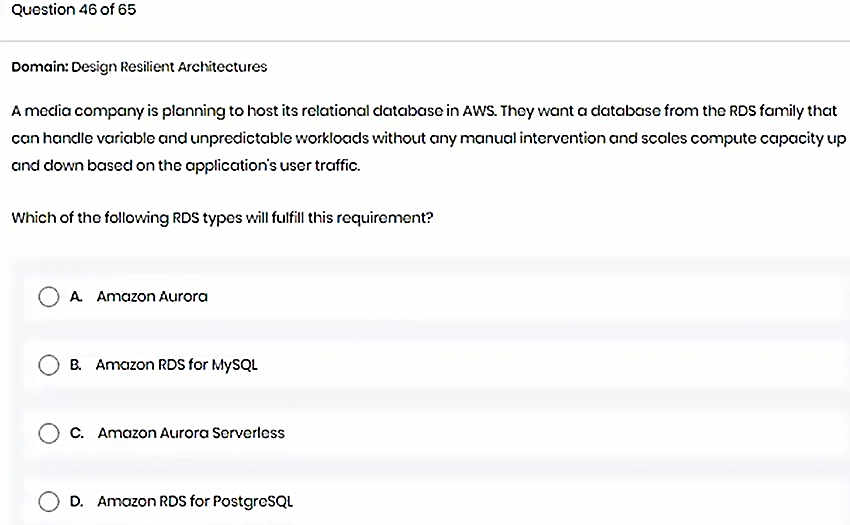 Question 46 of 65
Domain: Design Resilient Architectures
A media company is planning to host its relational database in AWS. They want a database from the RDS family that
can handle variable and unpredictable workloads without any manual intervention and scales compute capacity up
and down based on the application's user traffic.
Which of the following RDS types will fulfill this requirement?
A. Amazon Aurora
B. Amazon RDS for MySQL
C. Amazon Aurora Serverless
D. Amazon RDS for PostgreSQL